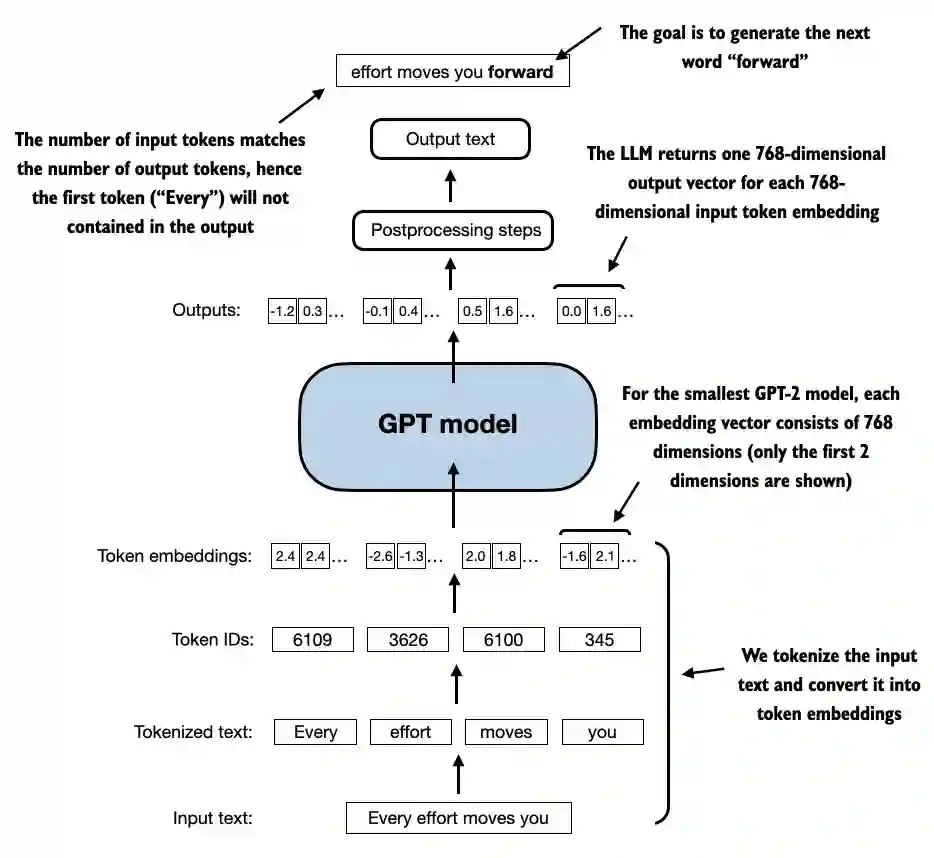 The goal is to generate the next
word “forward”
effort moves you forward
The number of input tokens matches
the number of output tokens, hence
the first token (“Every”) will not
contained in the output
Output text
The LLM returns one 768-dimensional
output vector for each 768-
dimensional input token embedding
Postprocessing steps
Outputs: -1.2 0.3 ... -0.1 0.4 ... 0.5 1.6 ... 0.0 1.6 ...
GPT model
For the smallest GPT-2 model, each
embedding vector consists of 768
dimensions (only the first 2
dimensions are shown)
Token embeddings: 2.4 2.4 ... -2.6 -1.3 ... 2.0 1.8 ... -1.6 2.1 ...
Token IDs: 6109 3626 6100 345
We tokenize the input
text and convert it into
token embeddings
Tokenized text: Every effort moves you
Input text: Every effort moves you